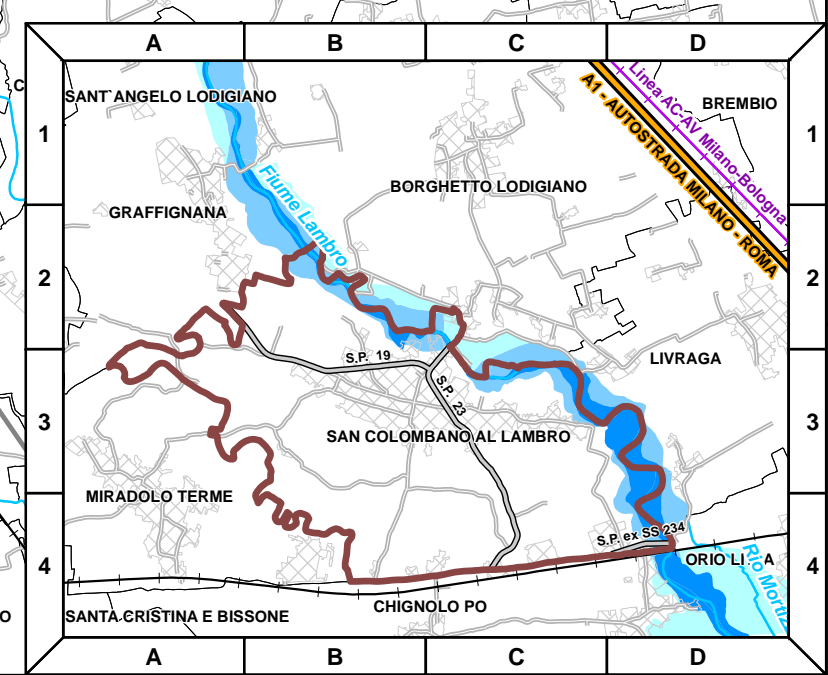 A B C D
C
SANT`ANGELO LODIGIANO
Linea AC-AV Milano-Bologna
A1 - AUTOSTRADA MILANO - ROMA
BREMBIO
1 1
Fiume Lambro
BORGHETTO LODIGIANO
GRAFFIGNANA
2 2
S.P. 19
LIVRAGA
S.P. 23
3 3
SAN COLOMBANO AL LAMBRO
MIRADOLO TERME
S.P. ex SS 234
4 4
ORIO LI
A
Rio
CHIGNOLO PO
O
SANTA CRISTINA E BISSONE
A B C D